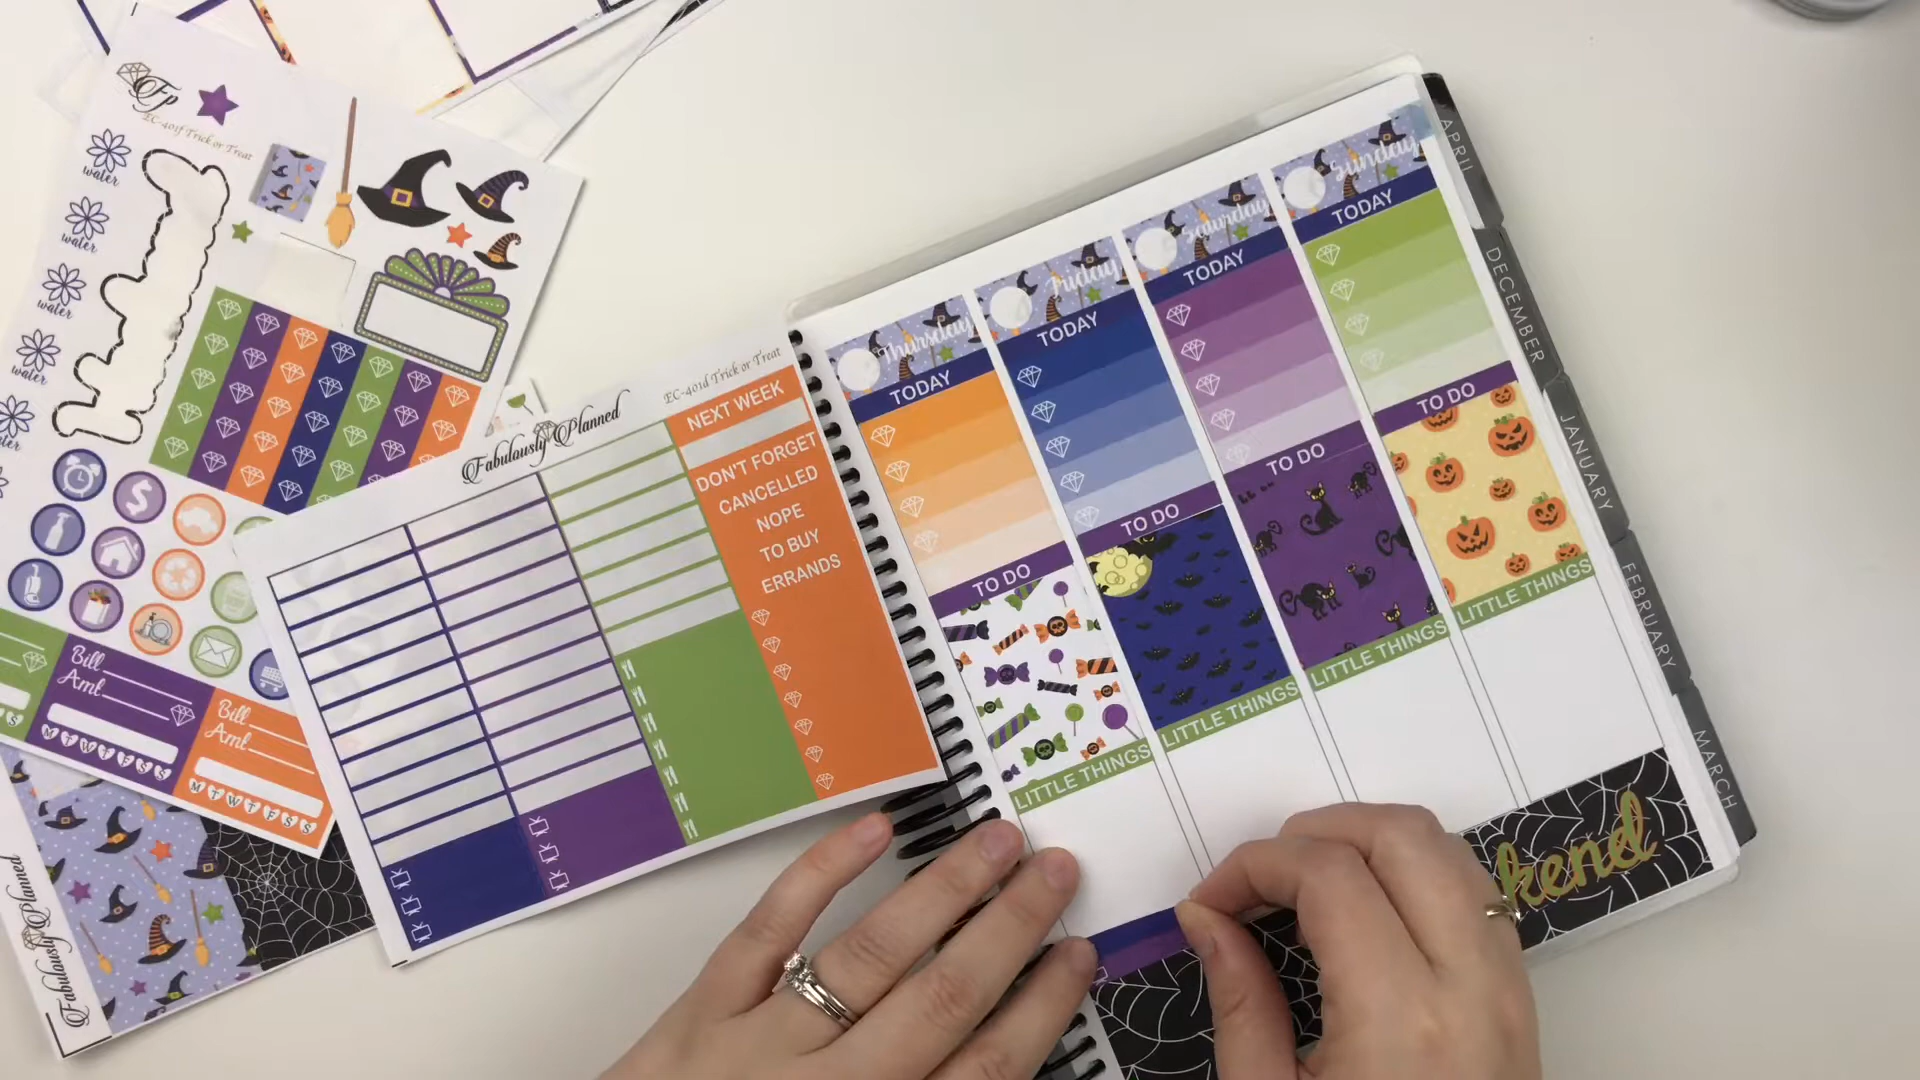 Fp
EC-401f Trick or Treat
water
water
water
water
Bill
Amt
M T W T F S S
Bill
Amt
M T W T F S S
Fabulously Planned
Fabulously Planned
EC-401d Trick or Treat
NEXT WEEK
DON'T FORGET
CANCELLED
NOPE
TO BUY
ERRANDS
Thursday
TODAY
TO DO
LITTLE THINGS
Friday
TODAY
TO DO
LITTLE THINGS
Saturday
TODAY
TO DO
LITTLE THINGS
Sunday
TODAY
TO DO
LITTLE THINGS
kend
APRIL
DECEMBER
JANUARY
FEBRUARY
MARCH